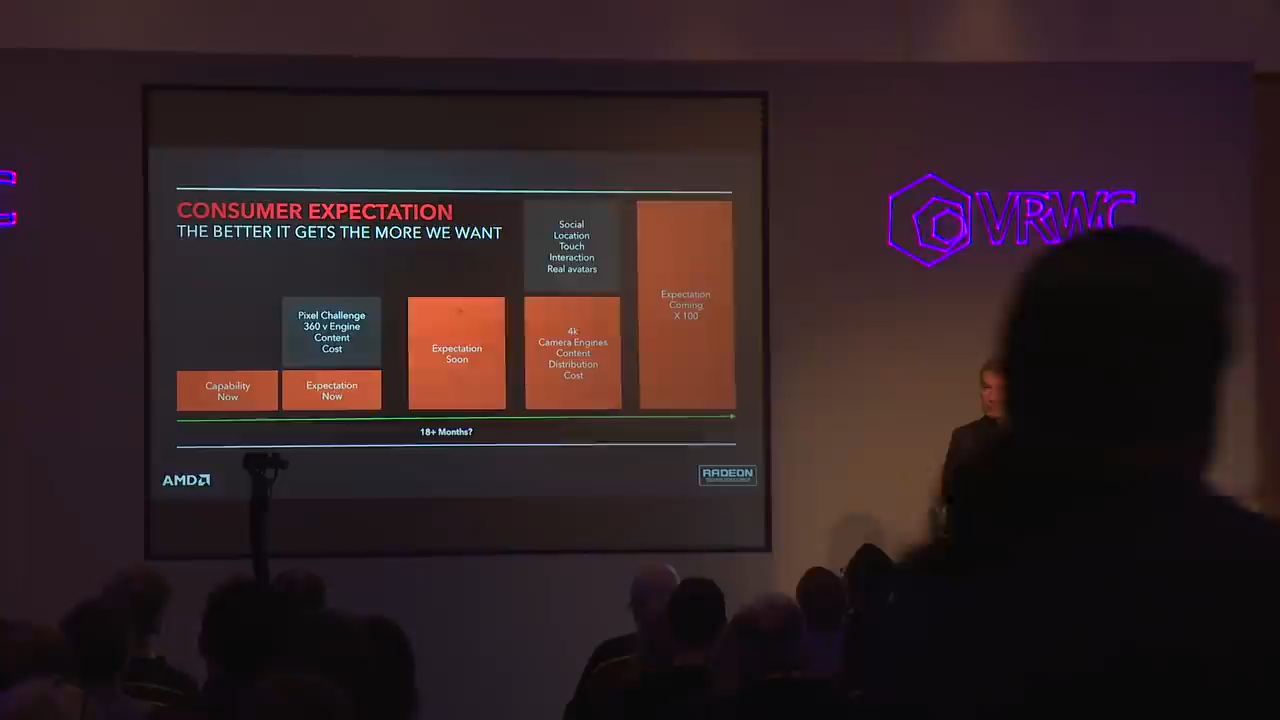 CONSUMER EXPECTATION
THE BETTER IT GETS THE MORE WE WANT
Capability
Now
Pixel Challenge
360 v Engine
Content
Cost
Expectation
Now
Expectation
Soon
Social
Location
Touch
Interaction
Real avatars
4k
Camera Engines
Content
Distribution
Cost
Expectation
Coming
X 100
18+ Months?
AMD
RADEON
VRWC
C